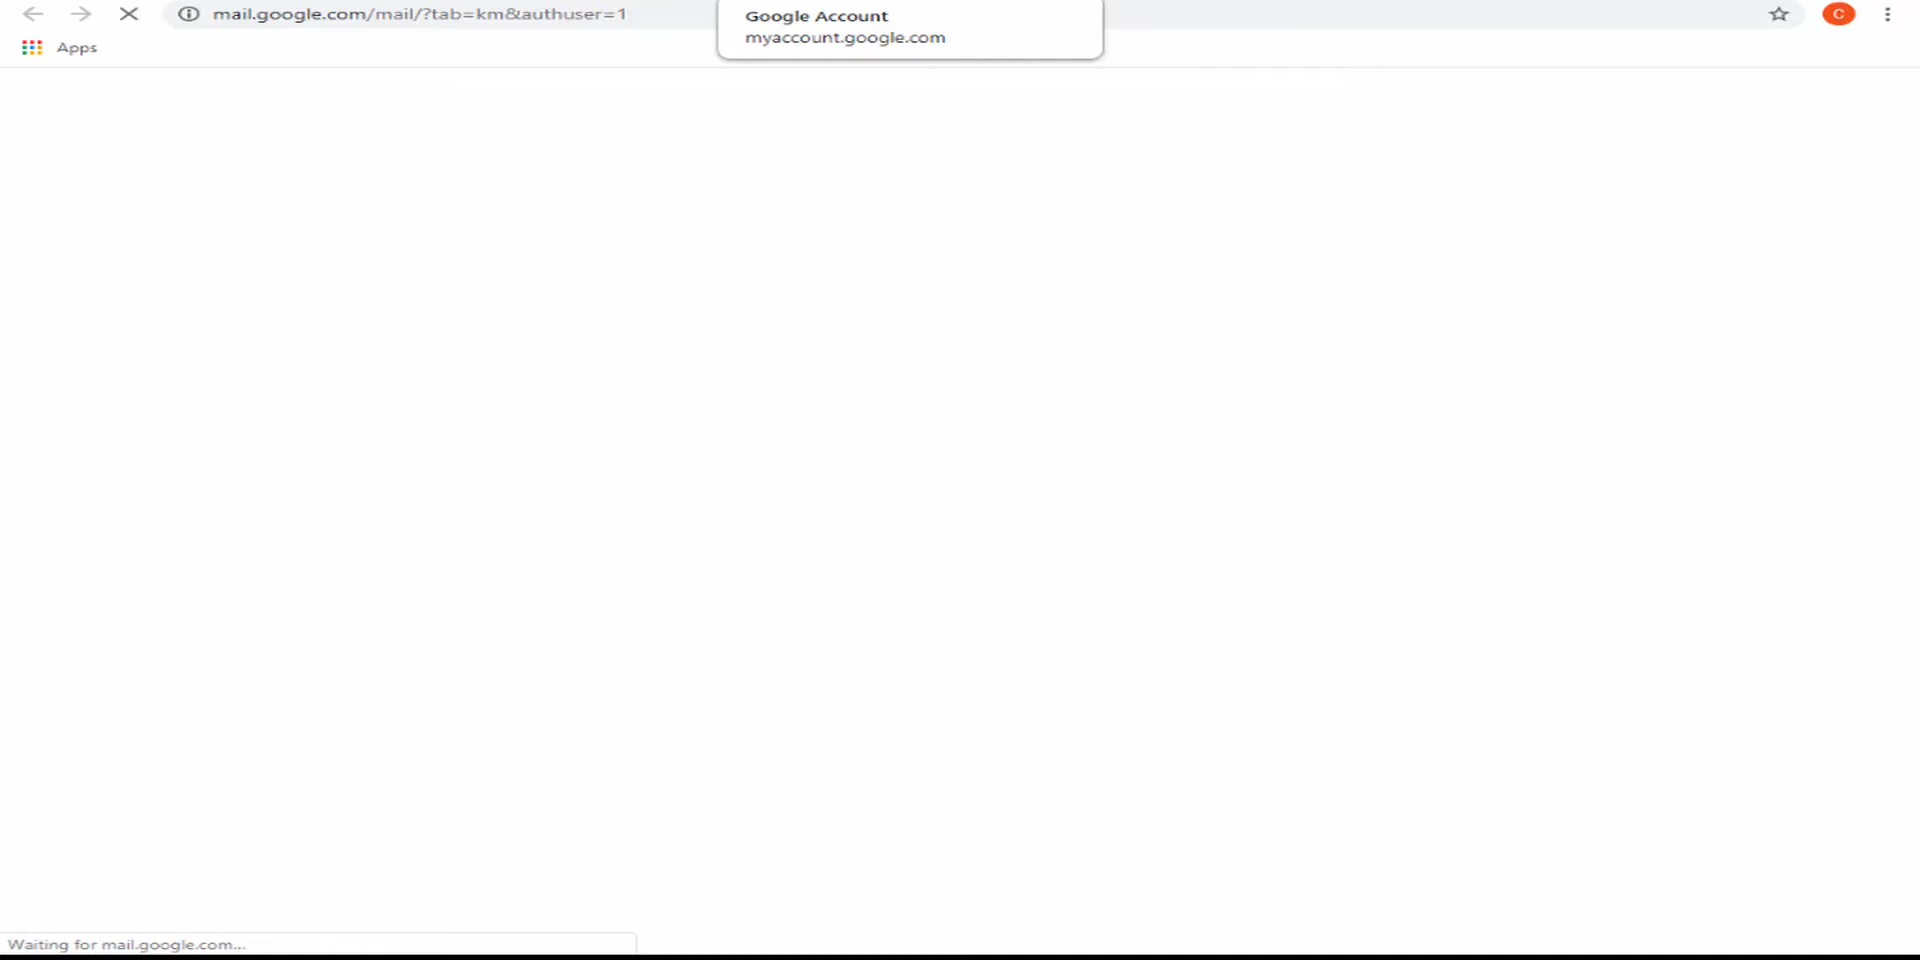 Google Account
myaccount.google.com
mail.google.com/mail/?tab=km&authuser=1
C
Apps
Waiting for mail.google.com...